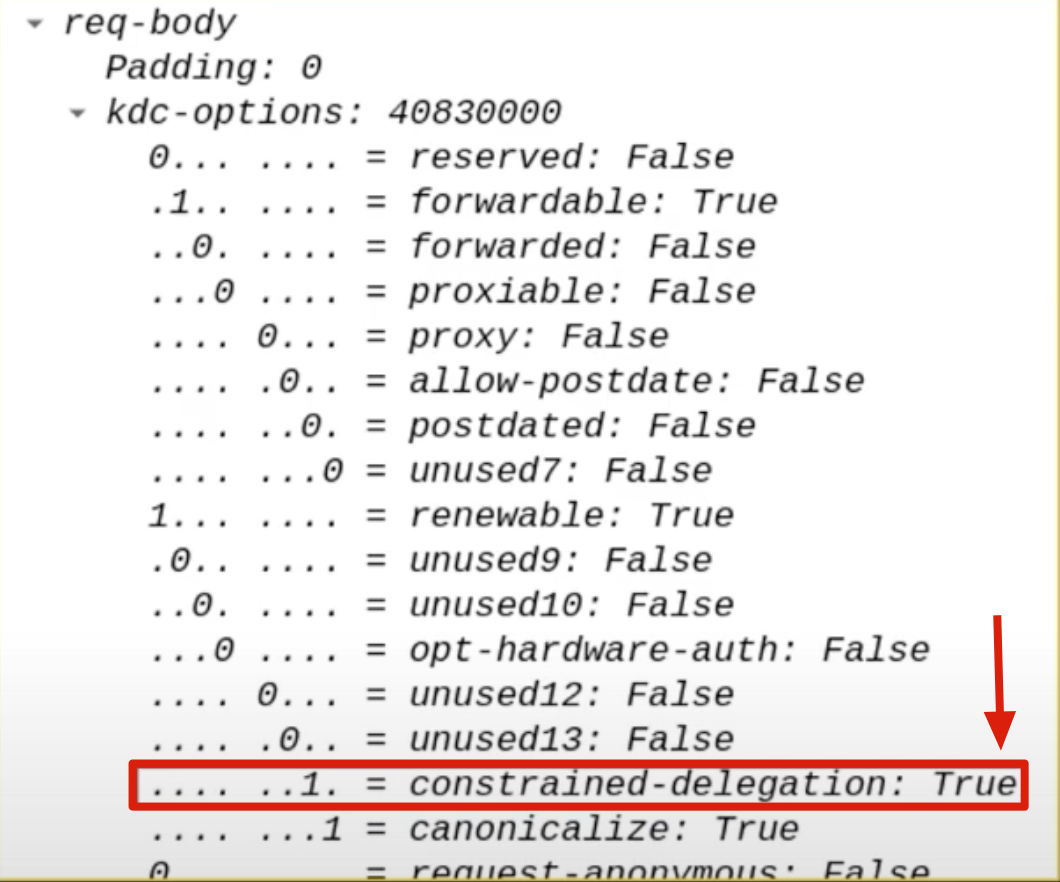 req-body
Padding: 0
kdc-options: 40830000
0... .... = reserved: False
.1.. .... = forwardable: True
..0. .... = forwarded: False
...0 .... = proxiable: False
.... 0... = proxy: False
.... .0.. = allow-postdate: False
.... ..0. = postdated: False
.... ...0 = unused7: False
1... .... = renewable: True
.0.. .... = unused9: False
..0. .... = unused10: False
...0 .... = opt-hardware-auth: False
.... 0... = unused12: False
.... .0.. = unused13: False
.... ..1. = constrained-delegation: True
.... ...1 = canonicalize: True
0 = request-anonymous: False